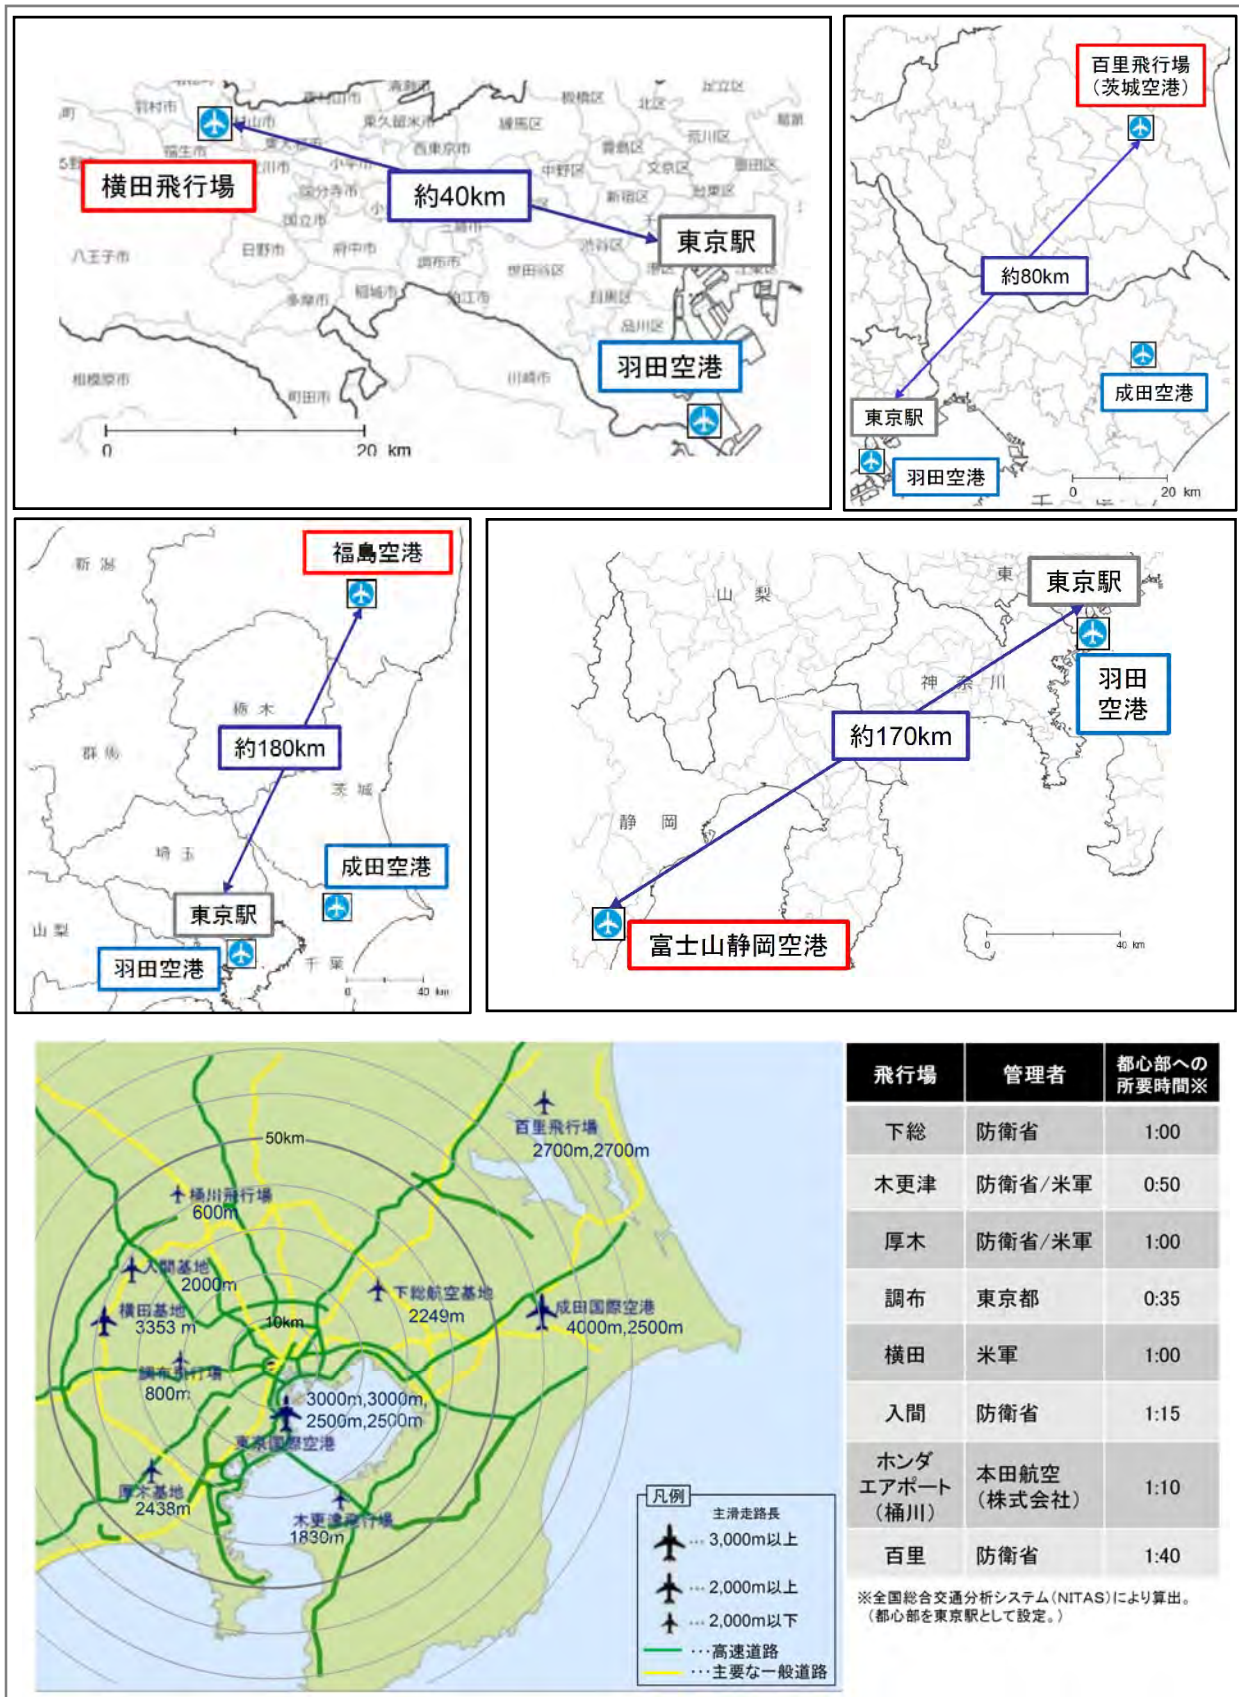 羽村市
福生市
東久留米市
西東京市
練馬区
板橋区
北区
足立区
荒川区
豊島区
文京区
墨田区
台東区
中野区
新宿区
渋谷区
国分寺市
国立市
日野市
府中市
調布市
三鷹市
世田谷区
目黒区
港区
江東区
品川区
八王子市
多摩市
稲城市
狛江市
相模原市
町田市
川崎市
横田飛行場
約40km
東京駅
羽田空港
0
20 km
百里飛行場
(茨城空港)
約80km
成田空港
東京駅
羽田空港
0
20 km
新潟
福島空港
栃木
群馬
約180km
茨城
埼玉
成田空港
東京駅
山梨
羽田空港
千葉
0
40 km
山梨
東
東京駅
羽田
空港
神奈川
約170km
静岡
富士山静岡空港
0
40 km
50km
百里飛行場
2700m,2700m
桶川飛行場
600m
入間基地
2000m
横田基地
3353 m
10km
下総航空基地
2249m
成田国際空港
4000m,2500m
調布飛行場
800m
3000m,3000m,
2500m,2500m
東京国際空港
厚木基地
2438m
木更津飛行場
1830m
凡例
主滑走路長
… 3,000m以上
… 2,000m以上
… 2,000m以下
…高速道路
…主要な一般道路
飛行場 管理者 都心部への
所要時間※
下総 防衛省 1:00
木更津 防衛省/米軍 0:50
厚木 防衛省/米軍 1:00
調布 東京都 0:35
横田 米軍 1:00
入間 防衛省 1:15
ホンダ
エアポート
(桶川) 本田航空
(株式会社) 1:10
百里 防衛省 1:40
※全国総合交通分析システム(NITAS)により算出。
(都心部を東京駅として設定。)